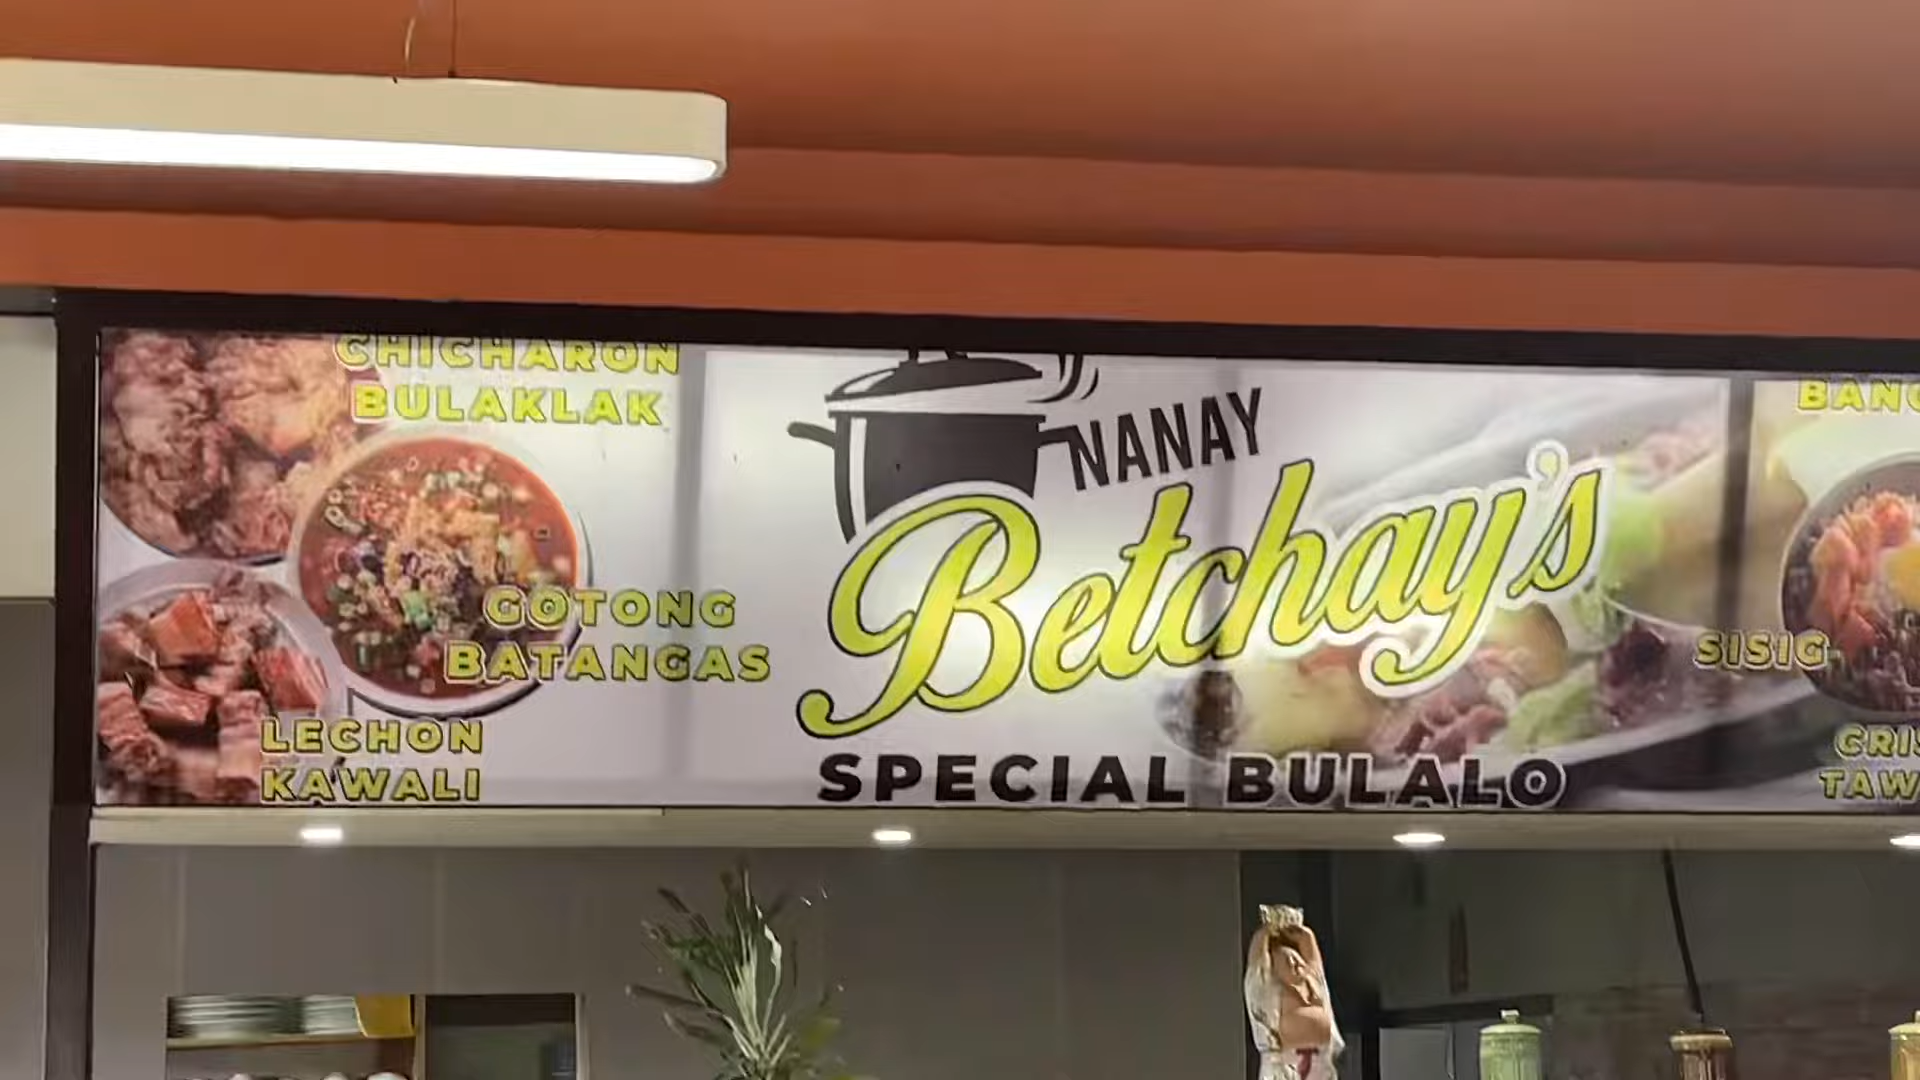 CHICHARON
BULAKLAK
GOTONG
BATANGAS
LECHON
KAWALI
NANAY
Betchay's
SPECIAL BULALO
SISIG